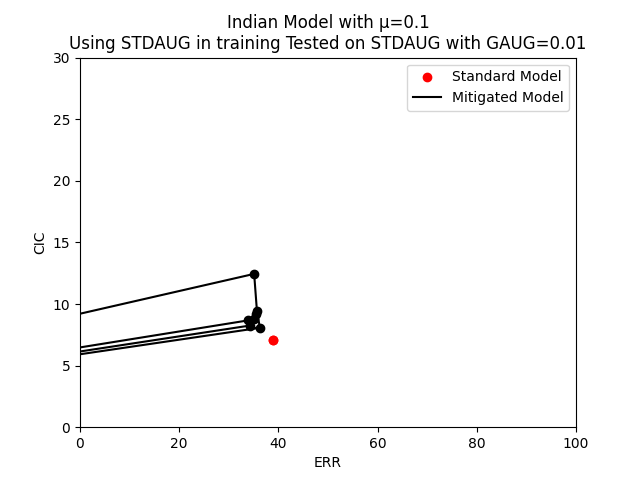 Indian Model with μ=0.1
Using STDAUG in training Tested on STDAUG with GAUG=0.01
Standard Model
Mitigated Model
CIC
30
25
20
15
10
5
0
0 20 40 60 80 100
ERR